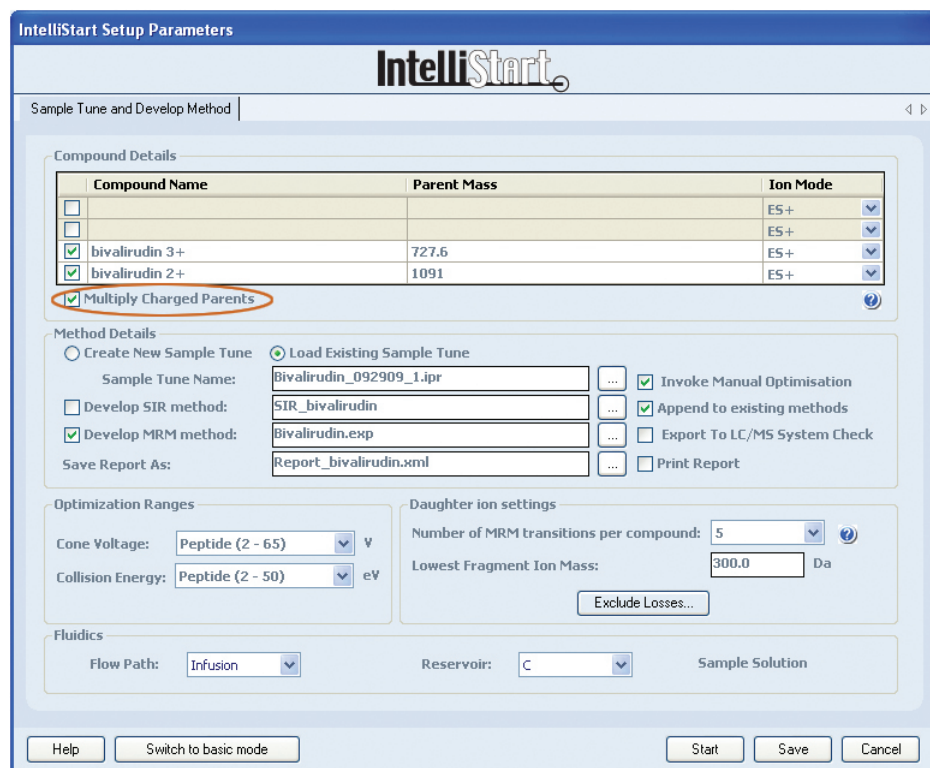 IntelliStart Setup Parameters
IntelliStart
Sample Tune and Develop Method
Compound Details
Compound Name Parent Mass Ion Mode
ES+
ES+
bivalirudin 3+ 727.6 ES+
bivalirudin 2+ 1091 ES+
Multiply Charged Parents
Method Details
Create New Sample Tune Load Existing Sample Tune
Sample Tune Name: Bivalirudin_092909_1.ipr ... Invoke Manual Optimisation
Develop SIR method: SIR_bivalirudin ... Append to existing methods
Develop MRM method: Bivalirudin.exp ... Export To LC/MS System Check
Save Report As: Report_bivalirudin.xml ... Print Report
Optimization Ranges Daughter ion settings
Cone Voltage: Peptide (2 - 65) V Number of MRM transitions per compound: 5
Collision Energy: Peptide (2 - 50) eV Lowest Fragment Ion Mass: 300.0 Da
Exclude Losses...
Fluidics
Flow Path: Infusion Reservoir: C Sample Solution
Help Switch to basic mode Start Save Cancel